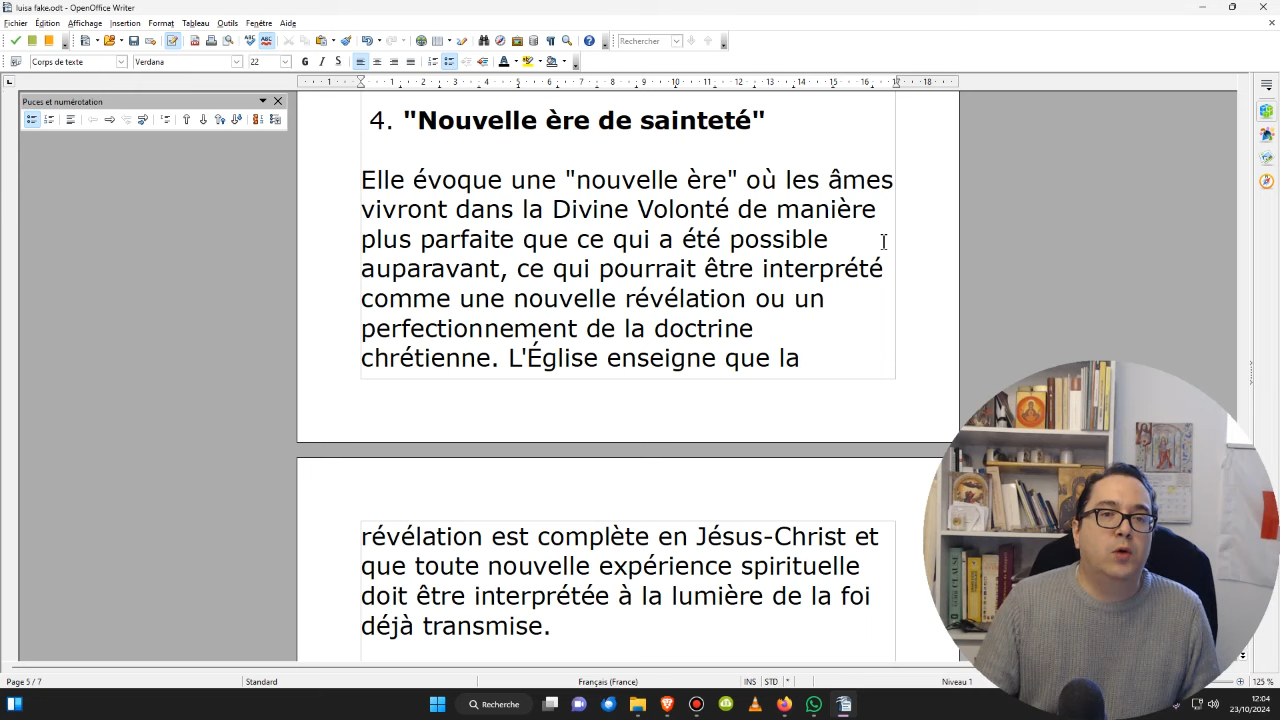 luisa fake.odt - OpenOffice Writer
Fichier Édition Affichage Insertion Format Tableau Outils Fenêtre Aide
Rechercher
Corps de texte Verdana 22 G I S
Puces et numérotation
4. "Nouvelle ère de sainteté"
Elle évoque une "nouvelle ère" où les âmes
vivront dans la Divine Volonté de manière
plus parfaite que ce qui a été possible
auparavant, ce qui pourrait être interprété
comme une nouvelle révélation ou un
perfectionnement de la doctrine
chrétienne. L'Église enseigne que la
révélation est complète en Jésus-Christ et
que toute nouvelle expérience spirituelle
doit être interprétée à la lumière de la foi
déjà transmise.
Page 5 / 7 Standard Français (France) INS STD * Niveau 1 125 %
Recherche
12:04
23/10/2024